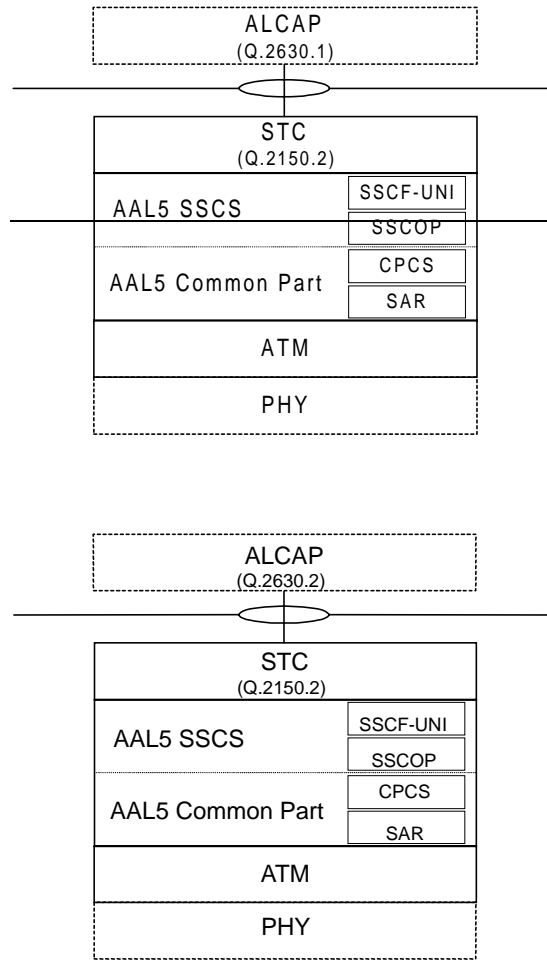 ALCAP
(Q.2630.1)
STC
(Q.2150.2)
AAL5 SSCS
SSCF-UNI
SSCOP
AAL5 Common Part
CPCS
SAR
ATM
PHY
ALCAP
(Q.2630.2)
STC
(Q.2150.2)
AAL5 SSCS
SSCF-UNI
SSCOP
AAL5 Common Part
CPCS
SAR
ATM
PHY